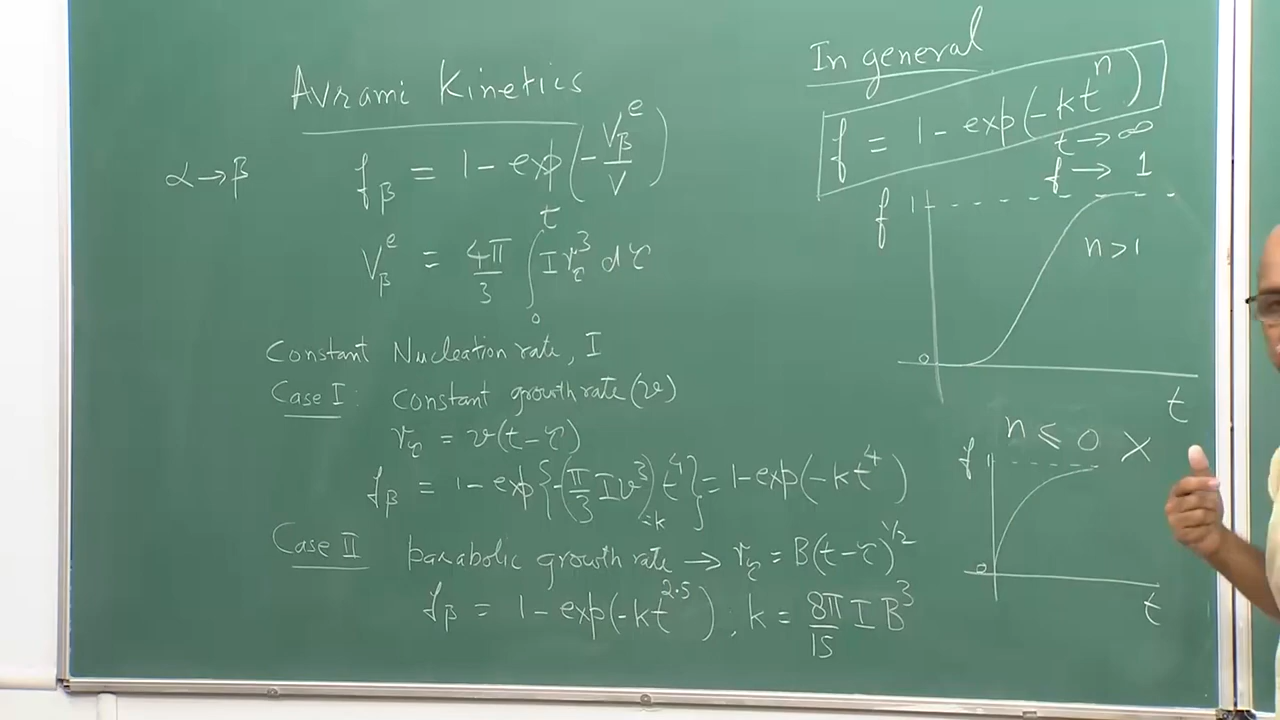 Avrami Kinetics
α → β
f_β = 1 - exp(-V_β^e/V)
V_β^e = 4π/3 ∫_0^t I r_τ^3 dτ
Constant Nucleation rate, I
Case I: constant growth rate (v)
r_τ = v(t-τ)
f_β = 1 - exp{-(π/3 I v^3)_{=k} t^4} = 1 - exp(-kt^4)
Case II parabolic growth rate → r_τ = B(t-τ)^{1/2}
f_β = 1 - exp(-kt^{2.5}) ; k = 8π/15 I B^3
In general
f = 1 - exp(-kt^n)
t → ∞
f → 1
f 1
n>1
0
t
n ⩽ 0 X
f 1
0
t